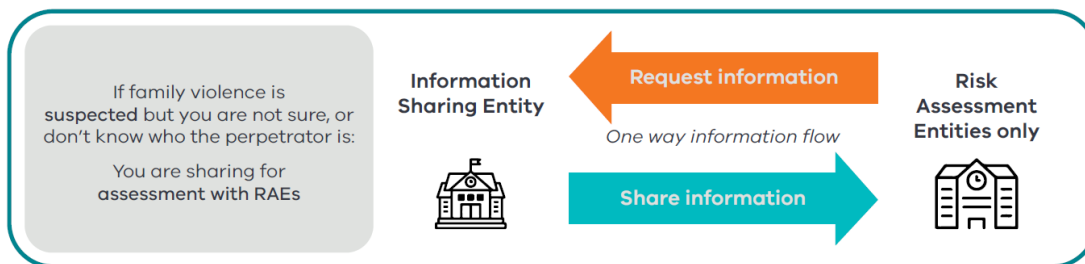 If family violence is
suspected but you are not sure, or
don't know who the perpetrator is:
You are sharing for
assessment with RAEs
Information
Sharing Entity
Request information
One way information flow
Share information
Risk
Assessment
Entities only